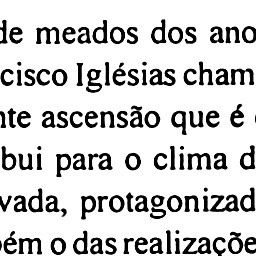 de meados dos ano
cisco Iglésias cham
nte ascensão que é
bui para o clima d
vada, protagonizad
bém o das realizaçõe